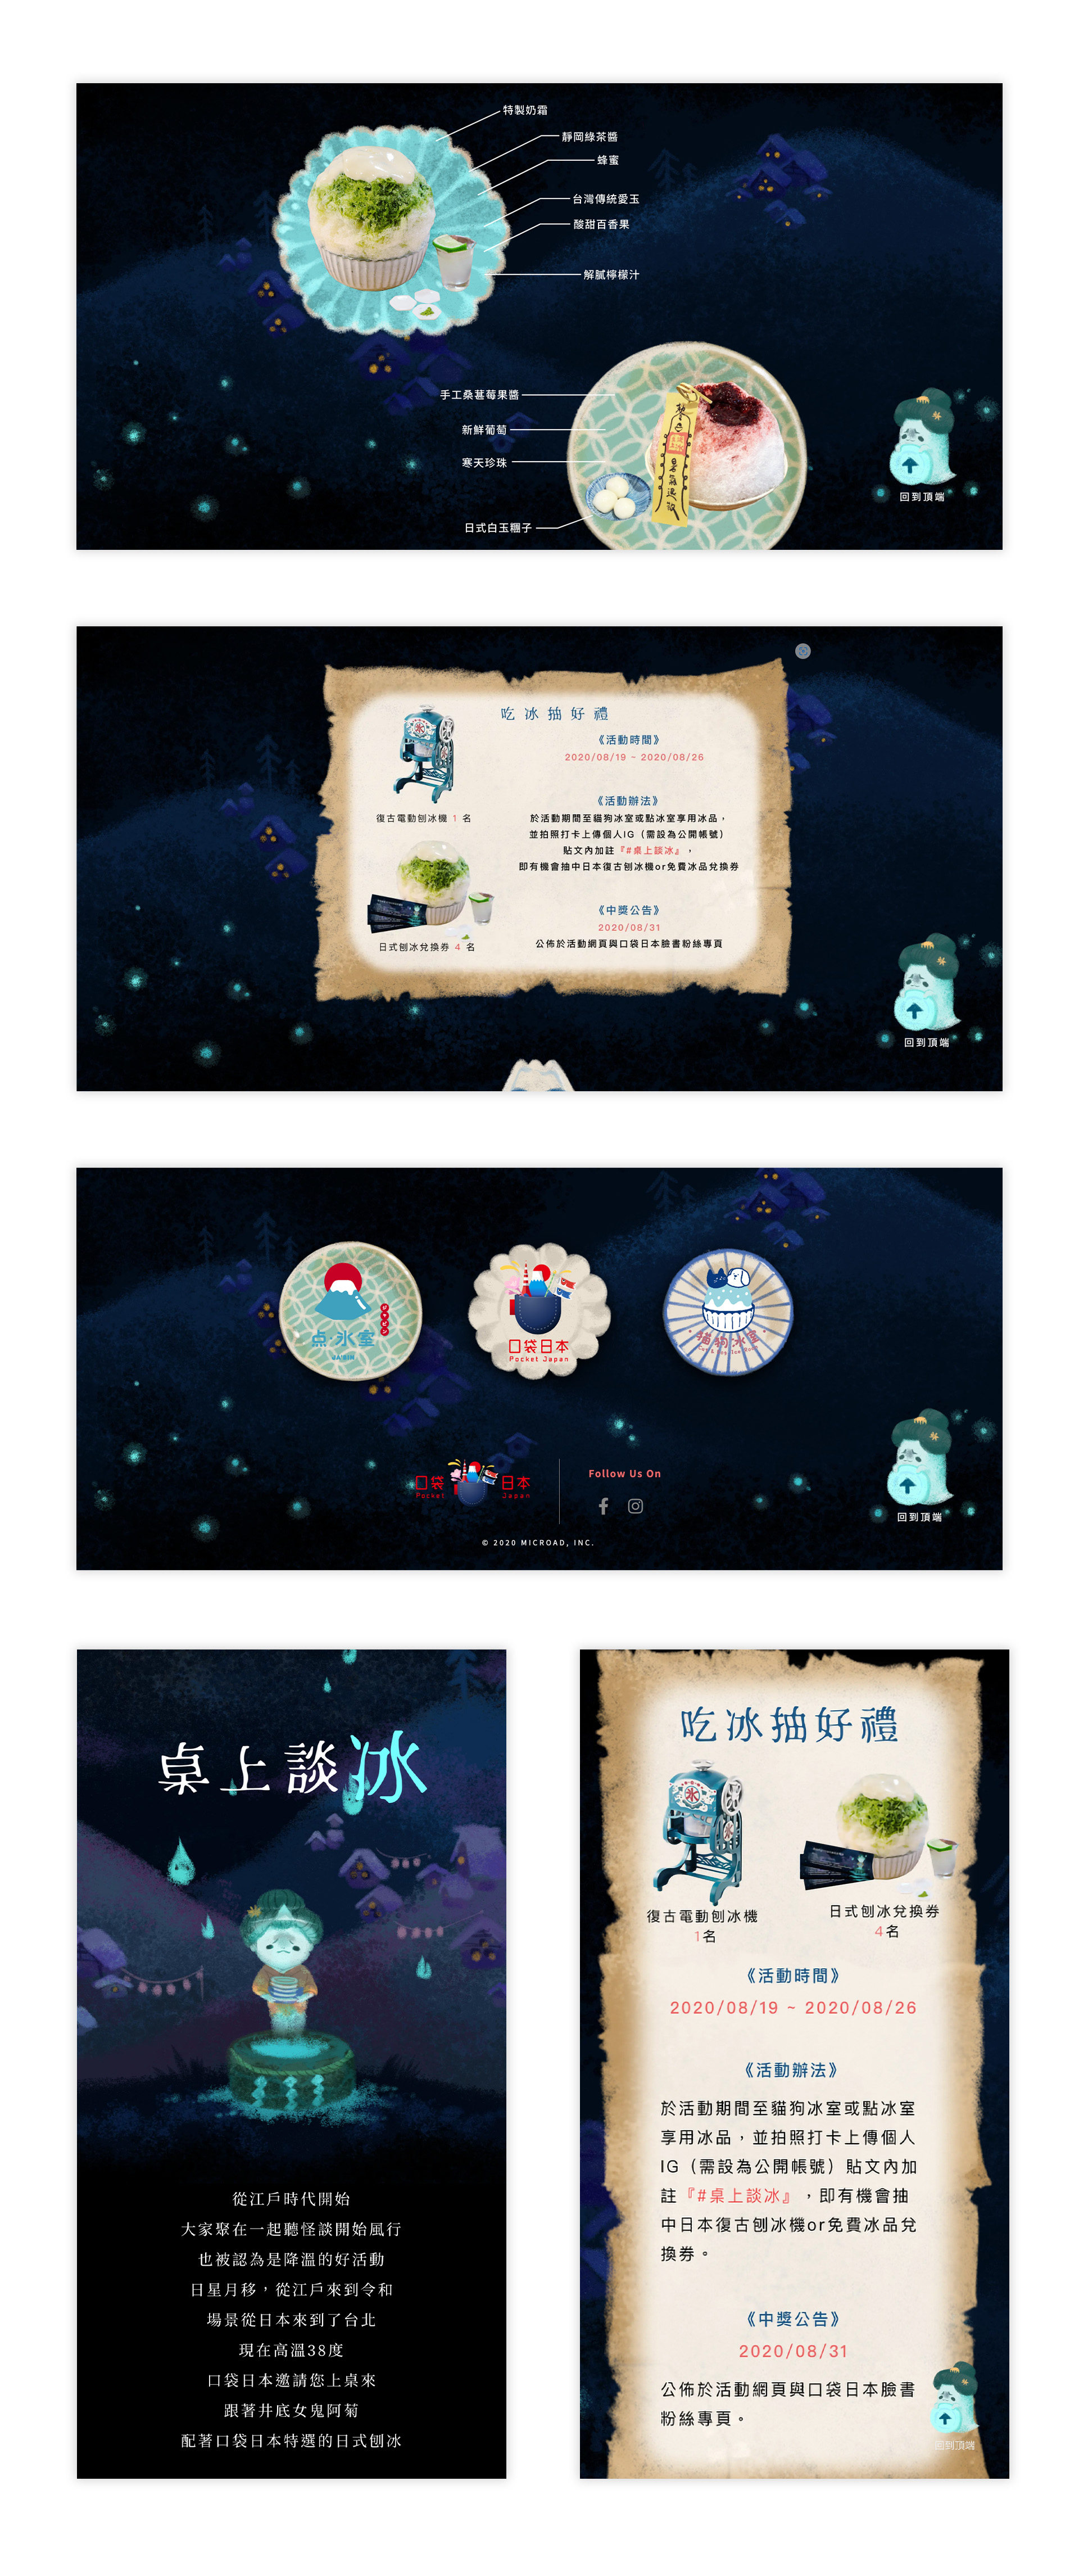 特製奶霜
靜岡綠茶醬
蜂蜜
台灣傳統愛玉
酸甜百香果
解膩檸檬汁
手工桑葚莓果醬
新鮮葡萄
寒天珍珠
日式白玉糰子
回到頂端
吃冰抽好禮
《活動時間》
2020/08/19 ~ 2020/08/26
復古電動刨冰機 1 名
《活動辦法》
於活動期間至貓狗冰室或點冰室享用冰品，
並拍照打卡上傳個人IG（需設為公開帳號）
貼文內加註『#桌上談冰』，
即有機會抽中日本復古刨冰機or免費冰品兌換券
日式刨冰兌換券 4 名
《中獎公告》
2020/08/31
公佈於活動網頁與口袋日本臉書粉絲專頁
回到頂端
点·氷室
口袋日本
Pocket Japan
貓狗冰室
口袋日本
Pocket Japan
Follow Us On
© 2020 MICROAD, INC.
回到頂端
桌上談冰
從江戶時代開始
大家聚在一起聽怪談開始風行
也被認為是降溫的好活動
日星月移，從江戶來到令和
場景從日本來到了台北
現在高溫38度
口袋日本邀請您上桌來
跟著井底女鬼阿菊
配著口袋日本特選的日式刨冰
吃冰抽好禮
氷
復古電動刨冰機
1名
日式刨冰兌換券
4名
《活動時間》
2020/08/19 ~ 2020/08/26
《活動辦法》
於活動期間至貓狗冰室或點冰室
享用冰品，並拍照打卡上傳個人
IG（需設為公開帳號）貼文內加
註『#桌上談冰』，即有機會抽
中日本復古刨冰機or免費冰品兌
換券。
《中獎公告》
2020/08/31
公佈於活動網頁與口袋日本臉書
粉絲專頁。
回到頂端